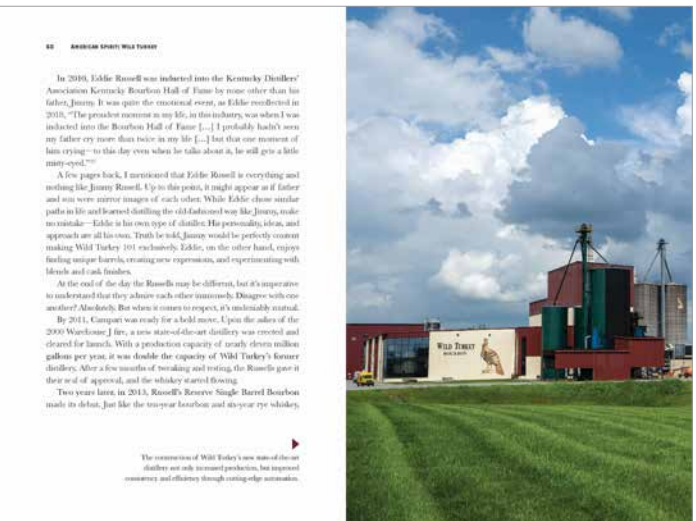 AMERICAN SPIRIT: WILD TURKEY
In 2010, Eddie Russell was inducted into the Kentucky Distillers'
Association Kentucky Bourbon Hall of Fame by none other than his
father, Jimmy. It was quite the emotional event, as Eddie recollected in
2018, "The proudest moment in my life, in this industry, was when I was
inducted into the Bourbon Hall of Fame [...] I probably hadn't seen
my father cry more than twice in my life [...] but that one moment of
him crying—to this day even when he talks about it, he still gets a little
misty-eyed."
A few pages back, I mentioned that Eddie Russell is everything and
nothing like Jimmy Russell. Up to this point, it might appear as if father
and son were mirror images of each other. While Eddie chose similar
paths in life and learned distilling the old-fashioned way like Jimmy, make
no mistake—Eddie is his own type of distiller. His personality, ideas, and
approach are all his own. Truth be told, Jimmy would be perfectly content
making Wild Turkey 101 exclusively. Eddie, on the other hand, enjoys
finding unique barrels, creating new expressions, and experimenting with
blends and cask finishes.
At the end of the day the Russells may be different, but it's imperative
to understand that they admire each other immensely. Disagree with one
another? Absolutely. But when it comes to respect, it's undeniably mutual.
By 2011, Campari was ready for a bold move. Upon the ashes of the
2000 Warehouse J fire, a new state-of-the-art distillery was erected and
cleared for launch. With a production capacity of nearly eleven million
gallons per year, it was double the capacity of Wild Turkey's former
distillery. After a few months of tweaking and testing, the Russells gave it
their seal of approval, and the whiskey started flowing.
Two years later, in 2013, Russell's Reserve Single Barrel Bourbon
made its debut. Just like the ten-year bourbon and six-year rye whiskey,
The construction of Wild Turkey's new state-of-the-art
distillery not only increased production, but improved
consistency and efficiency through cutting-edge automation.
WILD TURKEY
BOURBON